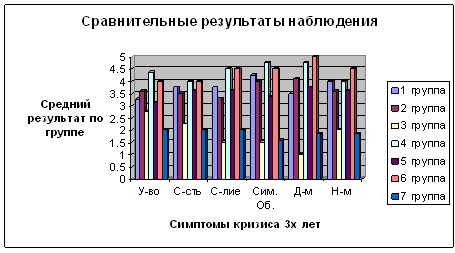 Сравнительные результаты наблюдения
Средний
результат по
группе
5
4.5
4
3.5
3
2.5
2
1.5
1
0.5
0
У-во С-сть С-лие Сим. Об. Д-м Н-м
Симптомы кризиса 3х лет
1 группа
2 группа
3 группа
4 группа
5 группа
6 группа
7 группа